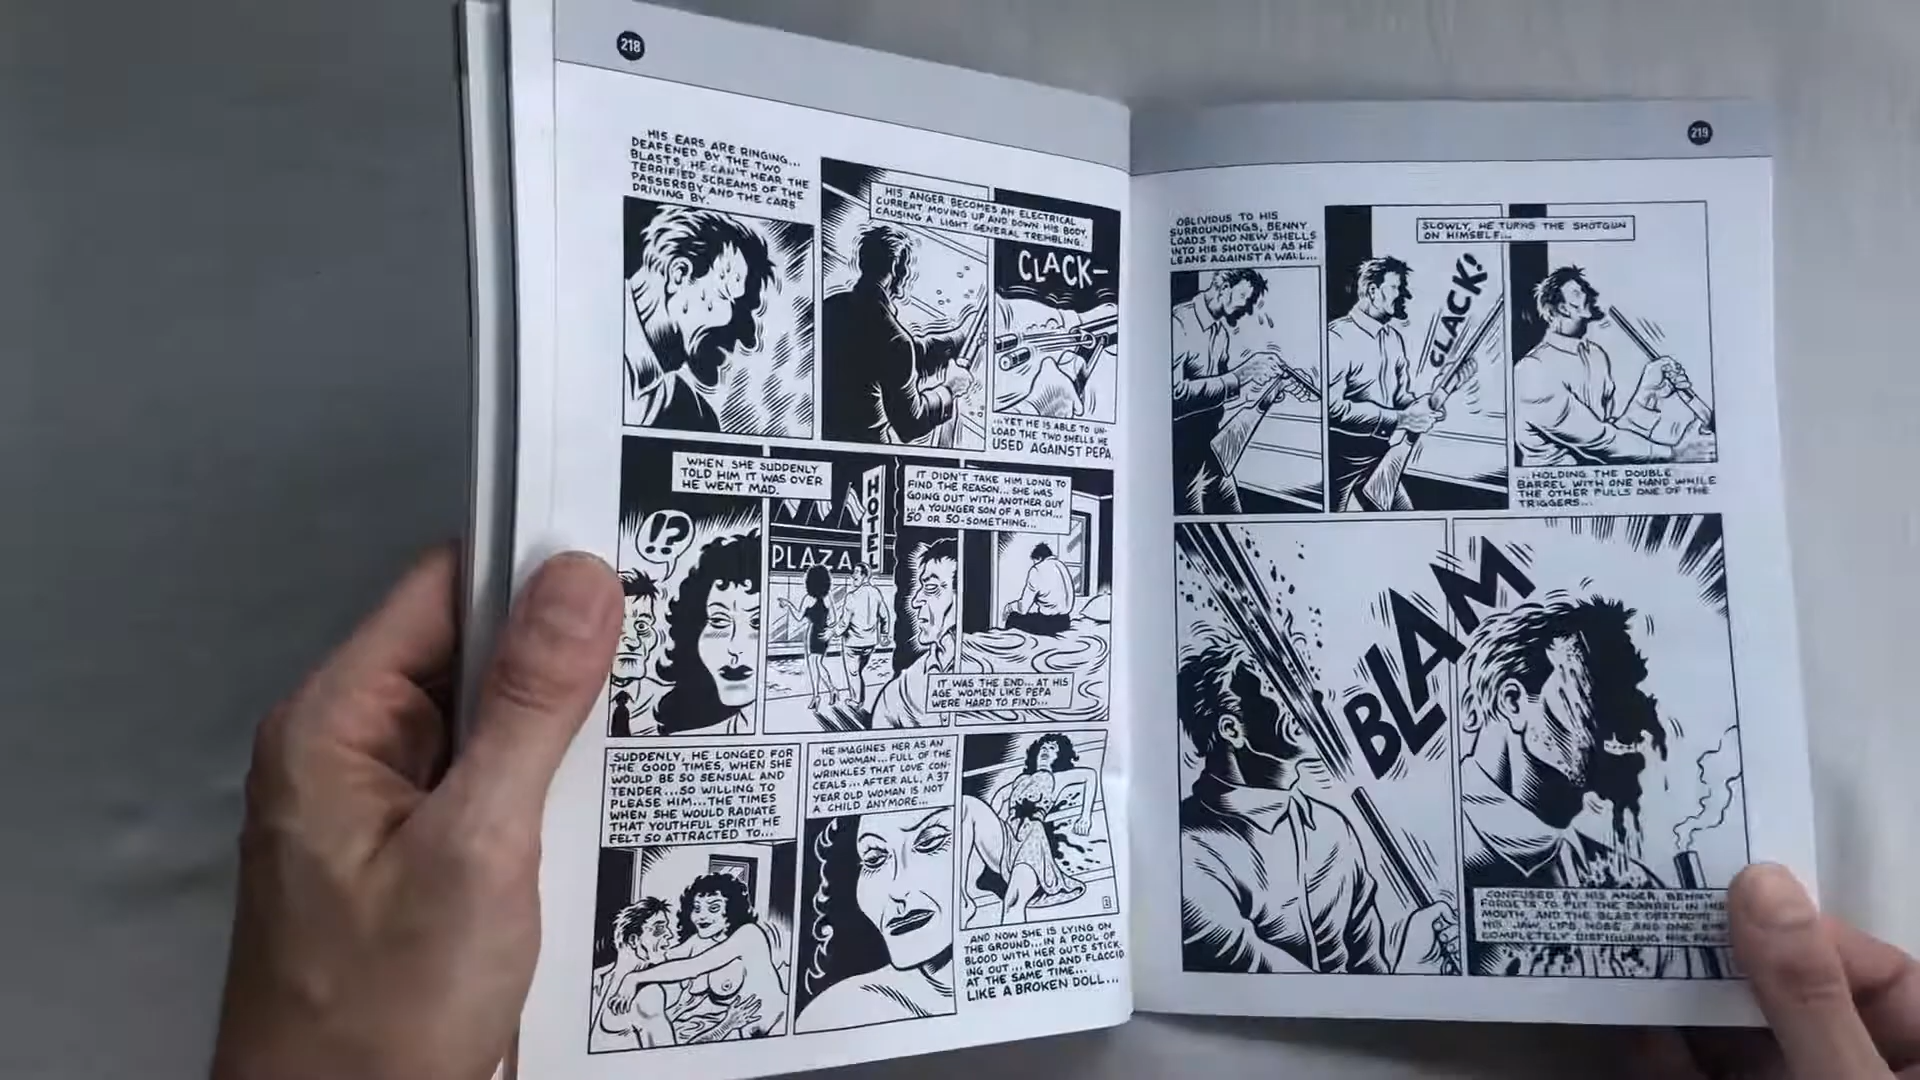 218
HIS EARS ARE RINGING...
DEAFENED BY THE TWO
BLASTS, HE CAN'T HEAR THE
TERRIFIED SCREAMS OF THE
PASSERSBY AND THE CARS
DRIVING BY.
HIS ANGER BECOMES AN ELECTRICAL
CURRENT MOVING UP AND DOWN HIS BODY,
CAUSING A LIGHT GENERAL TREMBLING.
CLACK-
...YET HE IS ABLE TO UN-
LOAD THE TWO SHELLS HE
USED AGAINST PEPA.
WHEN SHE SUDDENLY
TOLD HIM IT WAS OVER
HE WENT MAD.
!?
HOTEL
PLAZA
IT DIDN'T TAKE HIM LONG TO
FIND THE REASON... SHE WAS
GOING OUT WITH ANOTHER GUY
...A YOUNGER SON OF A BITCH...
50 OR 50-SOMETHING...
IT WAS THE END... AT HIS
AGE WOMEN LIKE PEPA
WERE HARD TO FIND...
SUDDENLY, HE LONGED FOR
THE GOOD TIMES, WHEN SHE
WOULD BE SO SENSUAL AND
TENDER... SO WILLING TO
PLEASE HIM... THE TIMES
WHEN SHE WOULD RADIATE
THAT YOUTHFUL SPIRIT HE
FELT SO ATTRACTED TO...
HE IMAGINES HER AS AN
OLD WOMAN... FULL OF THE
WRINKLES THAT LOVE CON-
CEALS... AFTER ALL, A 37
YEAR OLD WOMAN IS NOT
A CHILD ANYMORE...
AND NOW SHE IS LYING ON
THE GROUND... IN A POOL OF
BLOOD WITH HER GUTS STICK-
ING OUT... RIGID AND FLACCID
AT THE SAME TIME...
LIKE A BROKEN DOLL...
219
OBLIVIOUS TO HIS
SURROUNDINGS, BENNY
LOADS TWO NEW SHELLS
INTO HIS SHOTGUN AS HE
LEANS AGAINST A WALL...
CLACK!
SLOWLY, HE TURNS THE SHOTGUN
ON HIMSELF...
...HOLDING THE DOUBLE
BARREL WITH ONE HAND WHILE
THE OTHER PULLS ONE OF THE
TRIGGERS...
BLAM
CONFUSED BY HIS ANGER, BENNY
FORGETS TO PUT THE BARREL IN HIS
MOUTH, AND THE BLAST DESTROYS
HIS JAW, LIPS, NOSE, AND ONE EYE
COMPLETELY DISFIGURING HIS